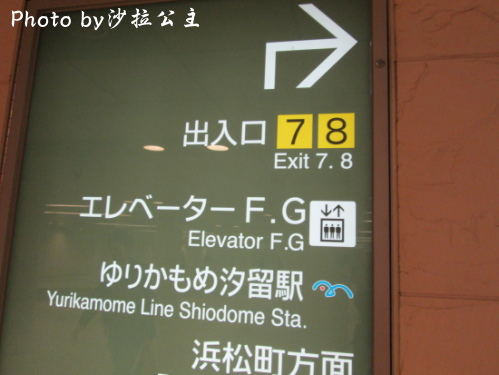 Photo by沙拉公主
出入口 7 8
Exit 7. 8
エレベーター F.G
Elevator F.G
ゆりかもめ汐留駅
Yurikamome Line Shiodome Sta.
浜松町方面